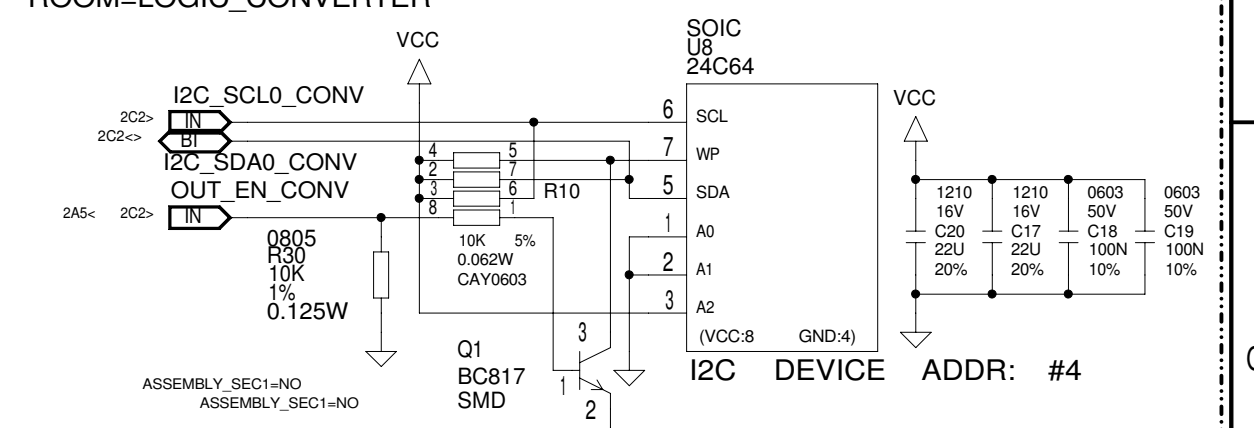 ROOM=LOGIC_CONVERTER
VCC
SOIC
U8
24C64
I2C_SCL0_CONV
2C2>
IN
2C2<>
BI
I2C_SDA0_CONV
OUT_EN_CONV
2A5<
2C2>
IN
4
5
2
7
3
6
8
1
R10
10K
5%
0.062W
CAY0603
0805
R30
10K
1%
0.125W
6
SCL
7
WP
5
SDA
1
A0
2
A1
3
A2
(VCC:8
GND:4)
I2C DEVICE ADDR: #4
VCC
1210
16V
C20
22U
20%
1210
16V
C17
22U
20%
0603
50V
C18
100N
10%
0603
50V
C19
100N
10%
Q1
BC817
SMD
3
1
2
ASSEMBLY_SEC1=NO
ASSEMBLY_SEC1=NO